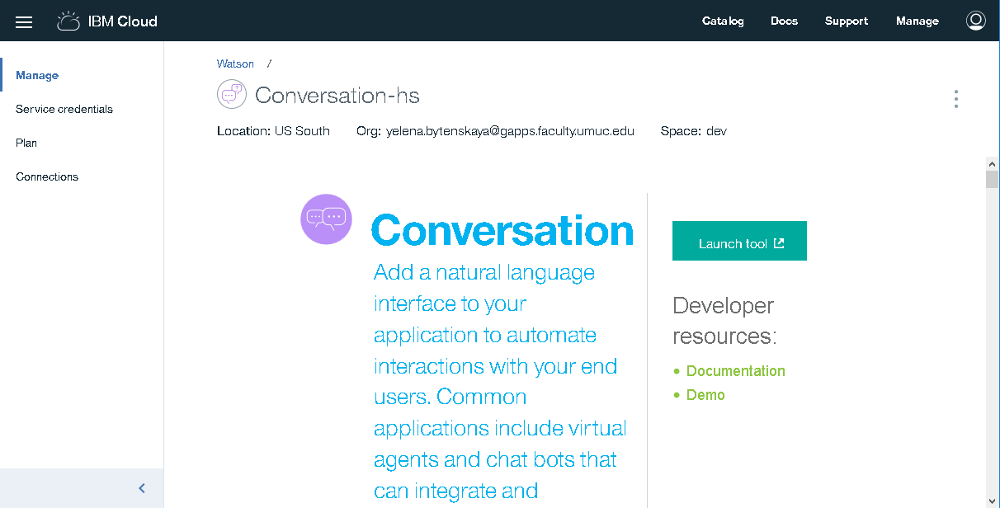 IBM Cloud
Catalog Docs Support Manage
Manage
Service credentials
Plan
Connections
Watson /
Conversation-hs
Location: US South Org: yelena.bytenskaya@gapps.faculty.umuc.edu Space: dev
Conversation
Add a natural language
interface to your
application to automate
interactions with your end
users. Common
applications include virtual
agents and chat bots that
can integrate and
Launch tool
Developer
resources:
• Documentation
• Demo